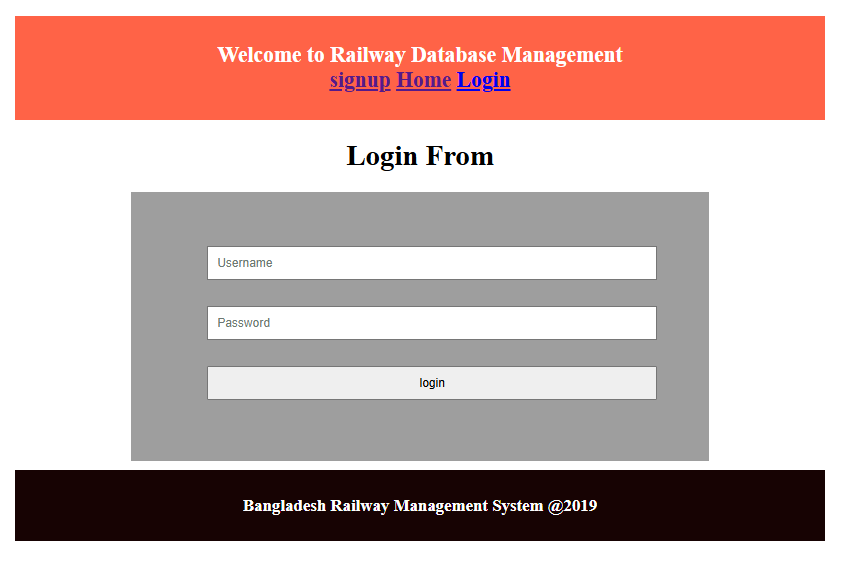 Welcome to Railway Database Management
signup Home Login
Login From
Username
Password
login
Bangladesh Railway Management System @2019